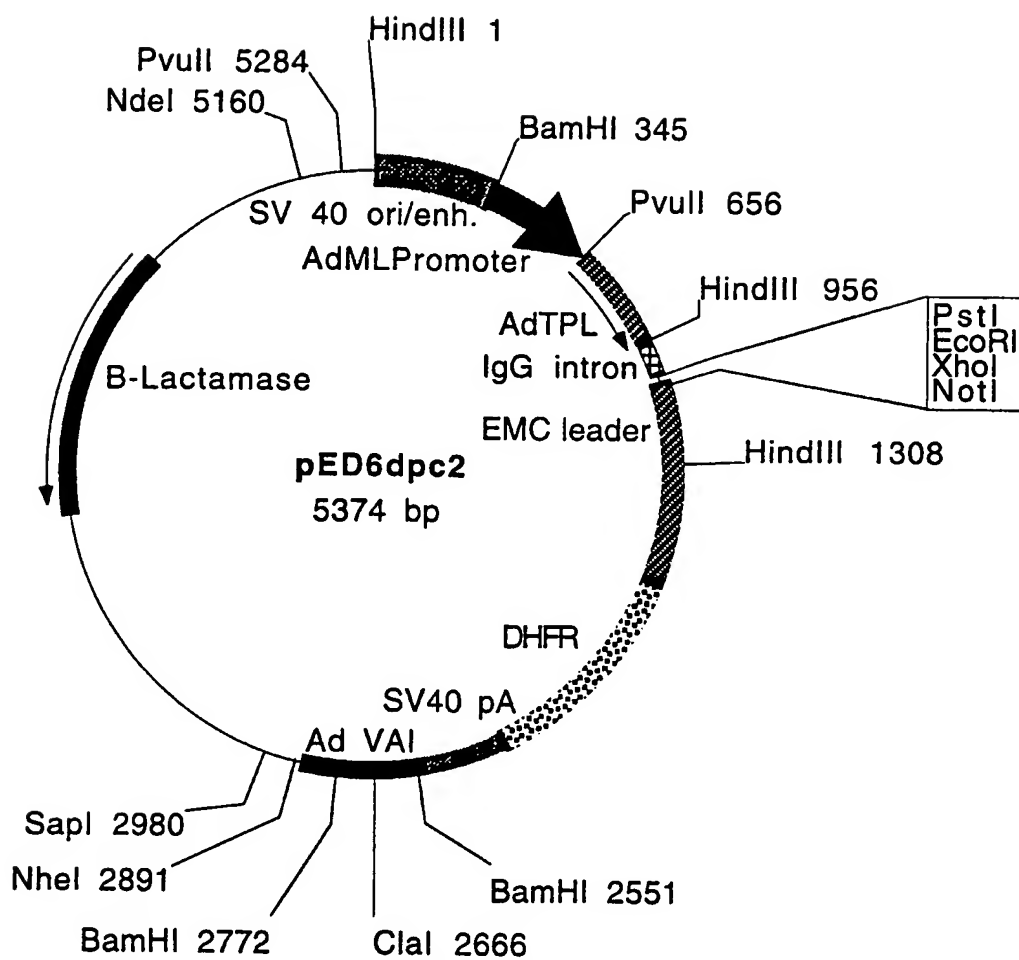 HindIII 1
PvuII 5284
NdeI 5160
BamHI 345
SV 40 ori/enh.
PvuII 656
AdMLPromoter
HindIII 956
AdTPL
PstI
EcoRI
XhoI
NotI
IgG intron
B-Lactamase
EMC leader
HindIII 1308
pED6dpc2
5374 bp
DHFR
SV40 pA
Ad VAI
SapI 2980
NheI 2891
BamHI 2551
BamHI 2772
ClaI 2666